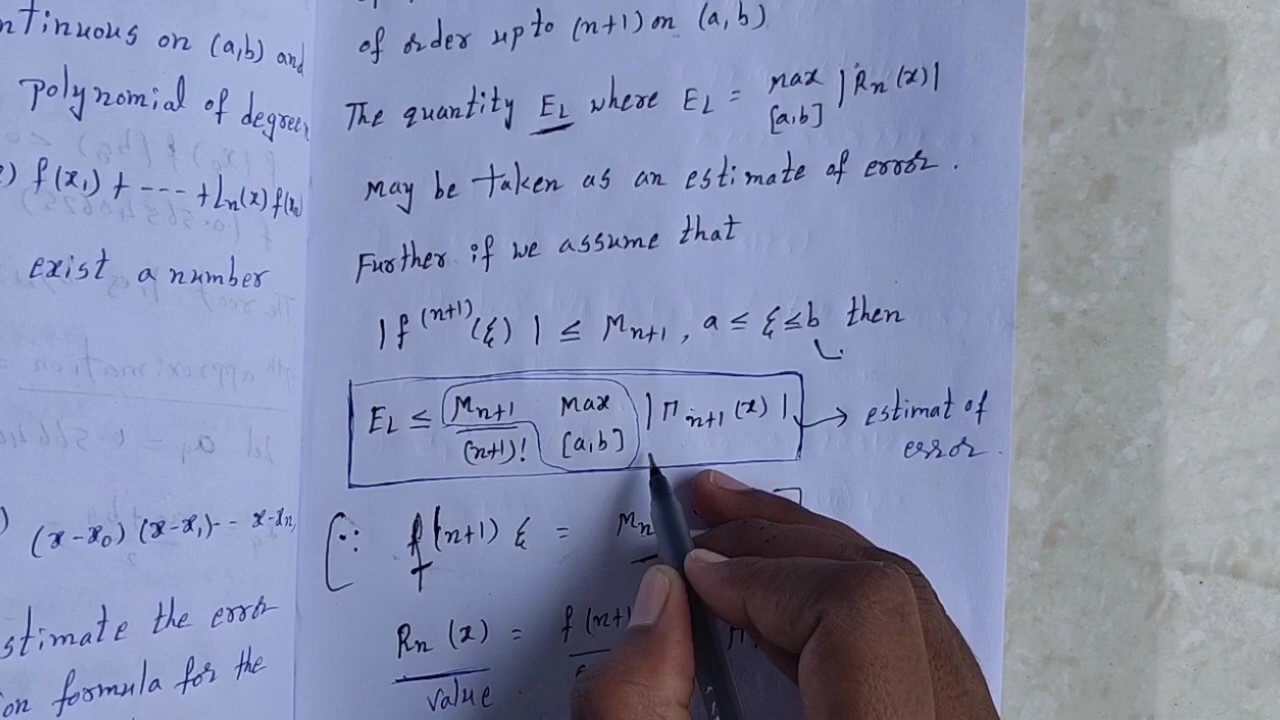 ntinuous on (a,b) and
polynomial of degree
) f(x₁) + --- + Lₙ(x) f(xₙ
exist a number
) (x-x₀) (x-x₁)-- x-xₙ
stimate the error
on formula for the
of order up to (n+1) on (a, b)
The quantity E_L where E_L = max |Rₙ(x)|
[a,b]
may be taken as an estimate of error.
Further if we assume that
|f⁽ⁿ⁺¹⁾(ξ)| ≤ Mₙ₊₁, a ≤ ξ ≤ b then
E_L ≤ Mₙ₊₁ max |Πₙ₊₁(x)| → estimat of
(n+1)! [a,b] error.
(∵ f(n+1) ξ =
Rₙ(x) = f(n+1
value